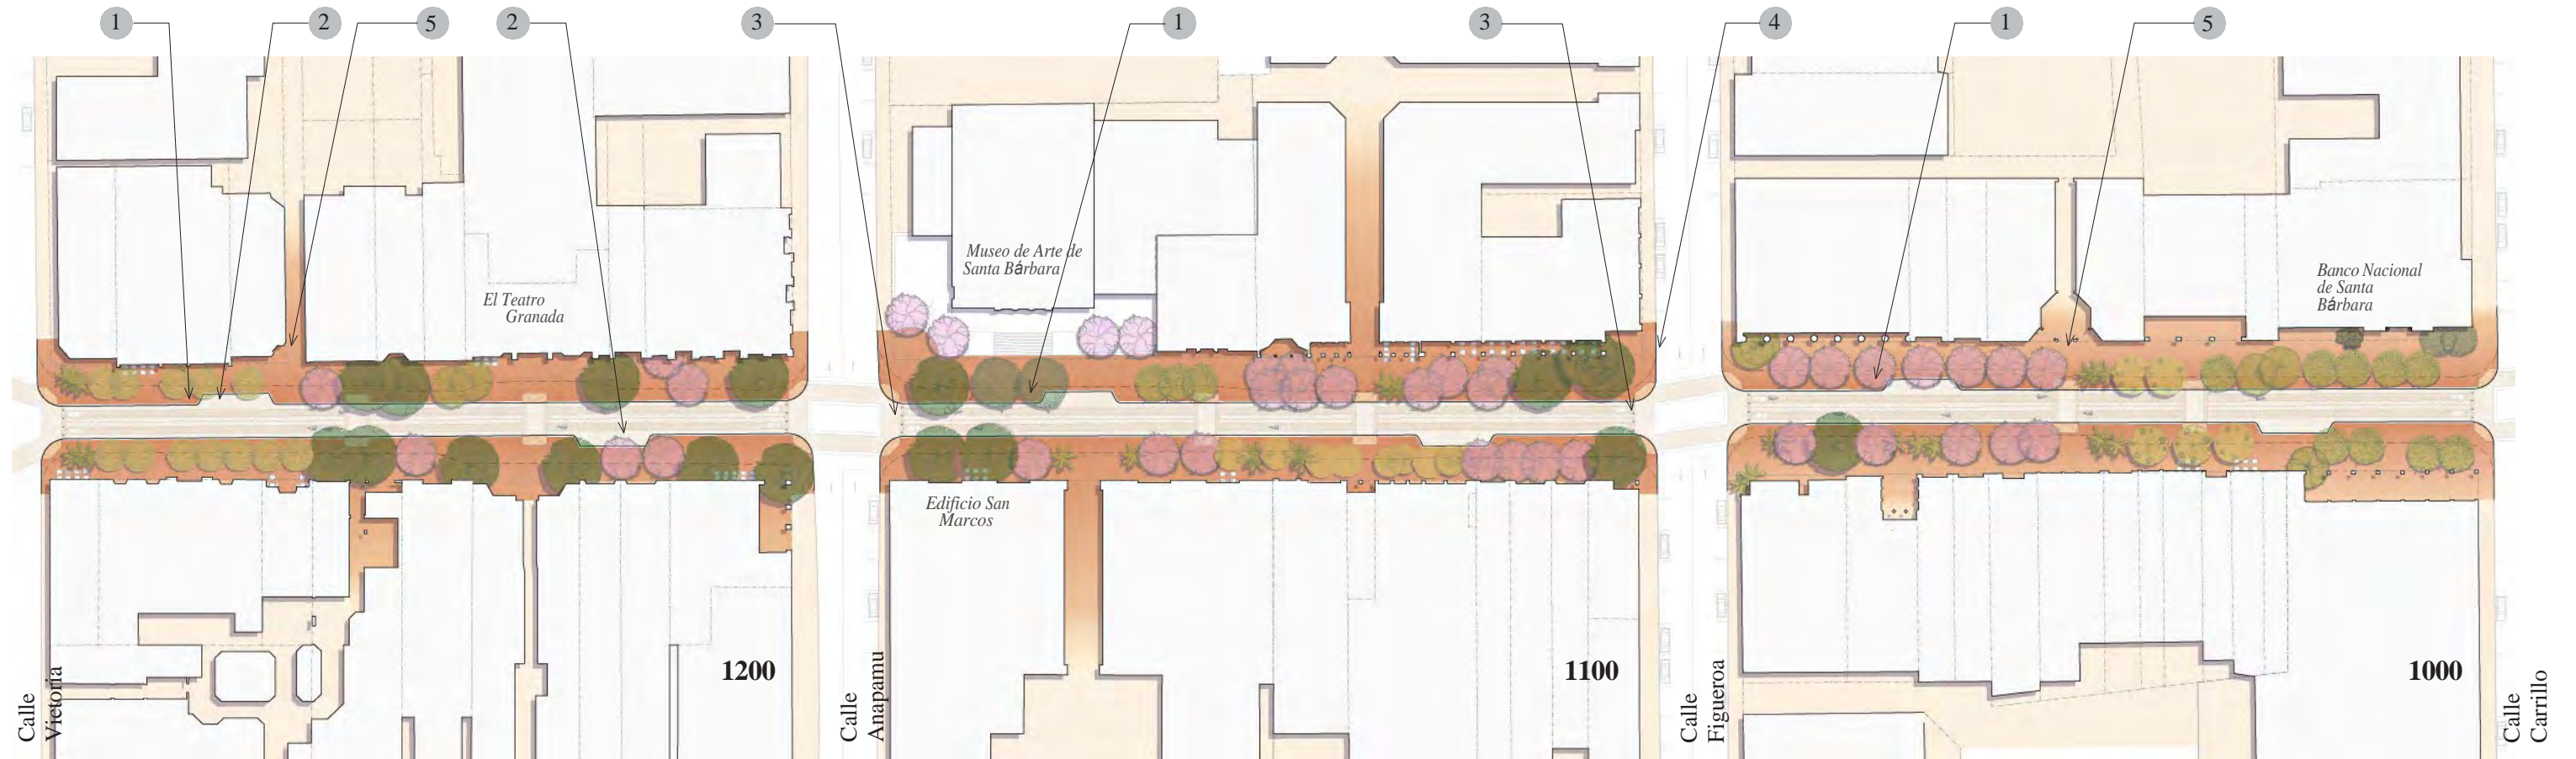 1
2
5
2
3
1
3
4
1
5
Museo de Arte de
Santa Bárbara
El Teatro
Granada
Banco Nacional
de Santa
Bárbara
Edificio San
Marcos
1200
1100
1000
Calle
Victoria
Calle
Anapamu
Calle
Figueroa
Calle
Carrillo